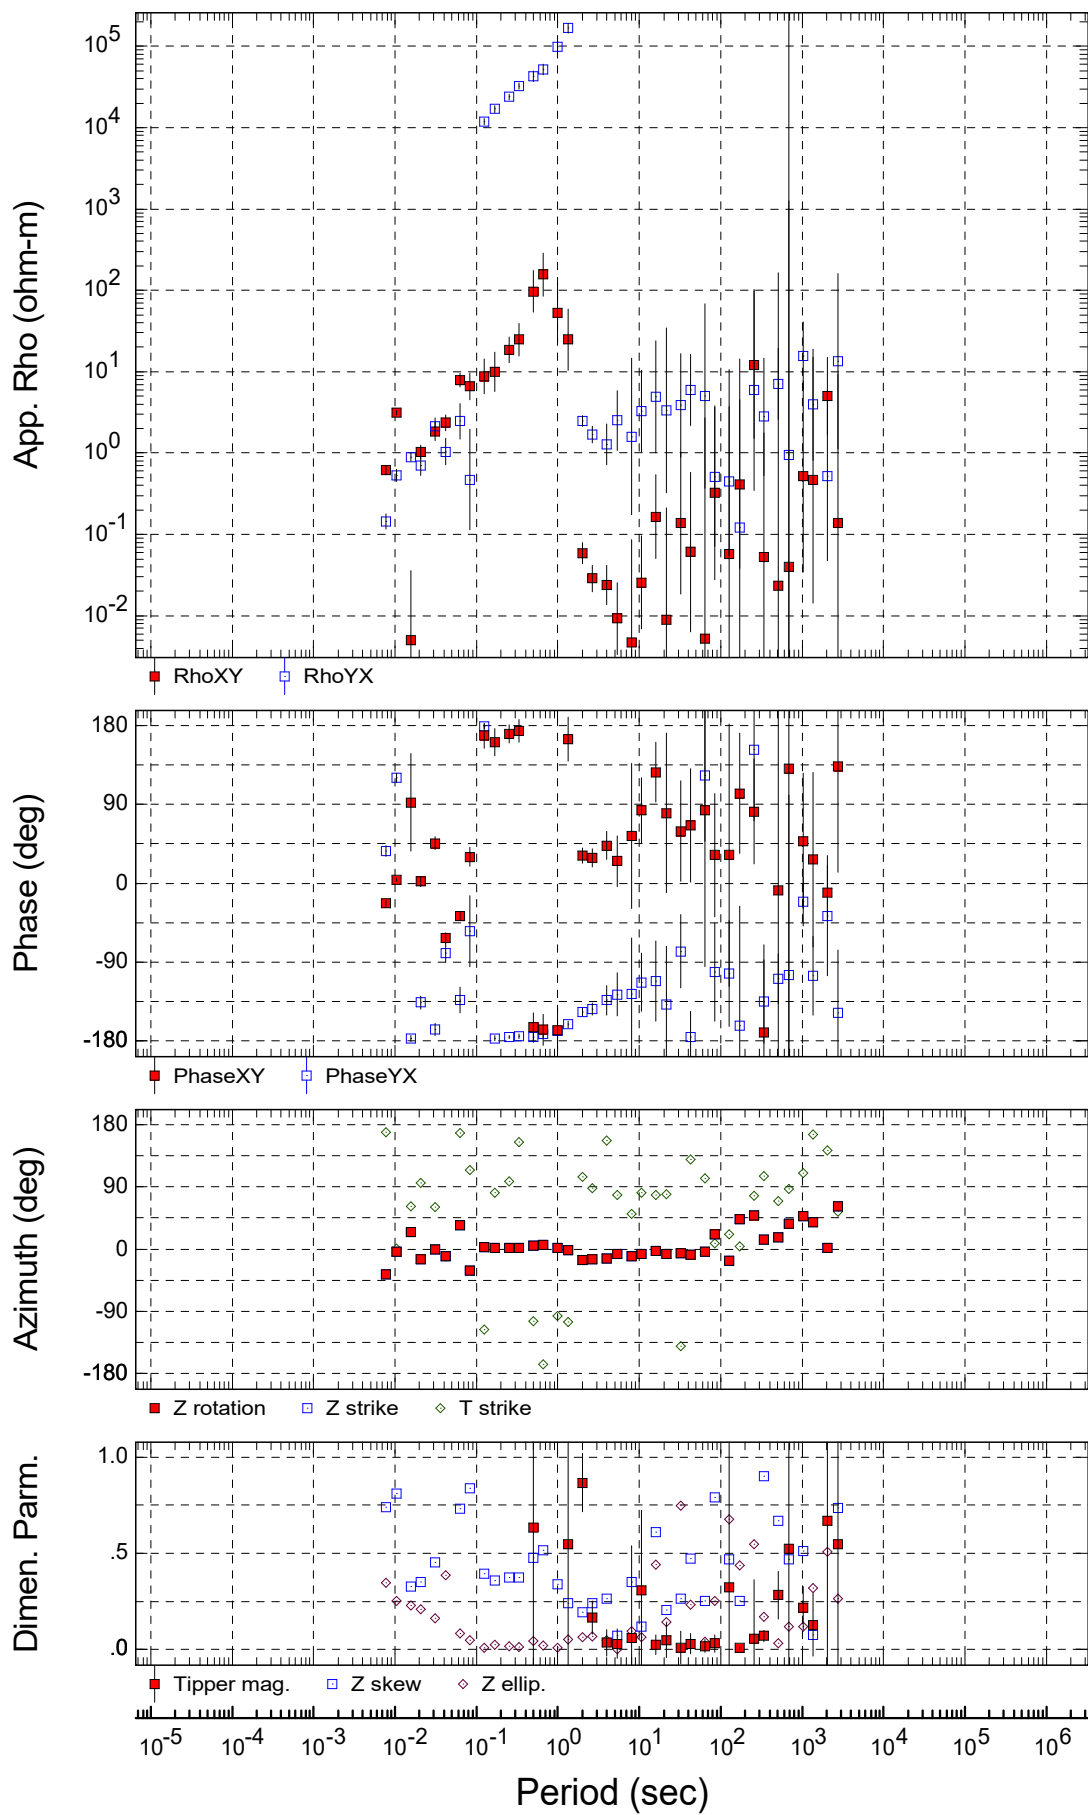 App. Rho (ohm-m)
10^5
10^4
10^3
10^2
10^1
10^0
10^-1
10^-2
RhoXY RhoYX
Phase (deg)
180
90
0
-90
-180
PhaseXY PhaseYX
Azimuth (deg)
180
90
0
-90
-180
Z rotation Z strike T strike
Dimen. Parm.
1.0
.5
.0
Tipper mag. Z skew Z ellip.
10^-5 10^-4 10^-3 10^-2 10^-1 10^0 10^1 10^2 10^3 10^4 10^5 10^6
Period (sec)